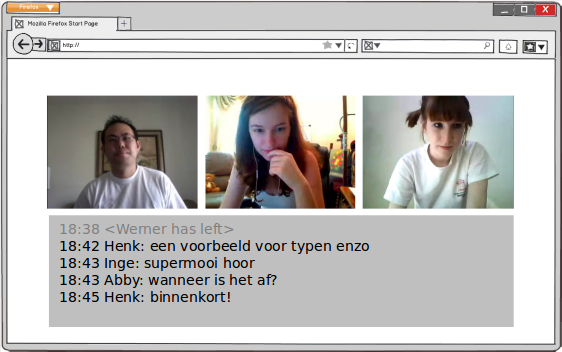 Firefox
Mozilla Firefox Start Page
http://
18:38 <Werner has left>
18:42 Henk: een voorbeeld voor typen enzo
18:43 Inge: supermooi hoor
18:43 Abby: wanneer is het af?
18:45 Henk: binnenkort!